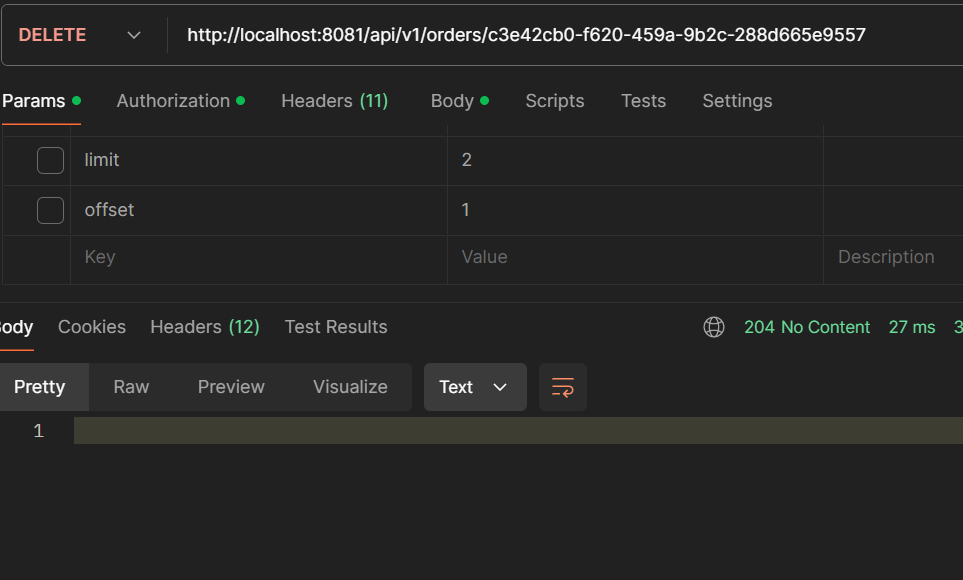 DELETE http://localhost:8081/api/v1/orders/c3e42cb0-f620-459a-9b2c-288d665e9557
Params Authorization Headers (11) Body Scripts Tests Settings
limit 2
offset 1
Key Value Description
ody Cookies Headers (12) Test Results 204 No Content 27 ms 3
Pretty Raw Preview Visualize Text
1